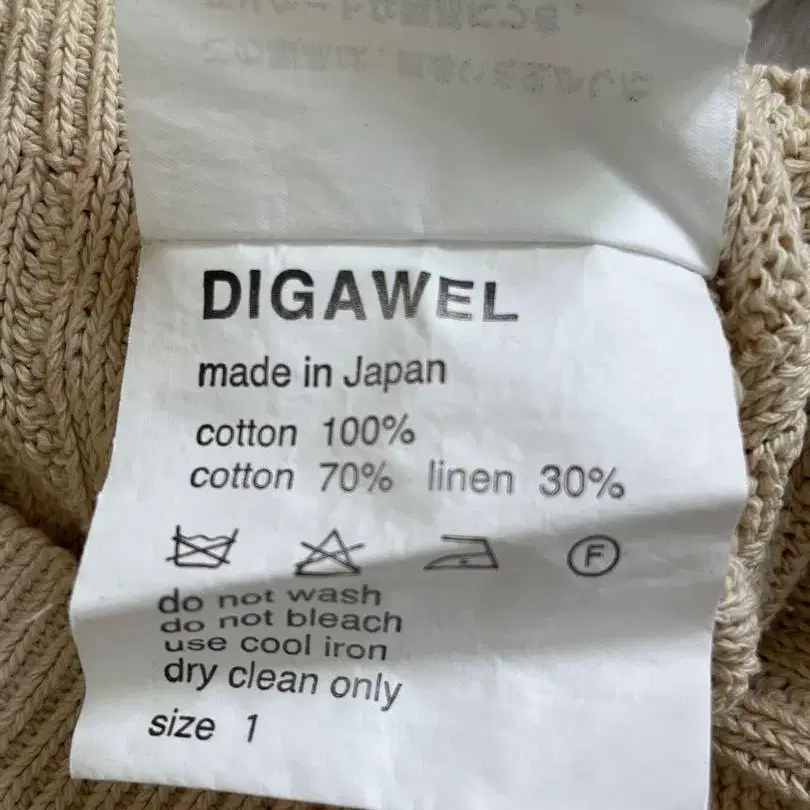 DIGAWEL
made in Japan
cotton 100%
cotton 70% linen 30%
F
do not wash
do not bleach
use cool iron
dry clean only
size 1